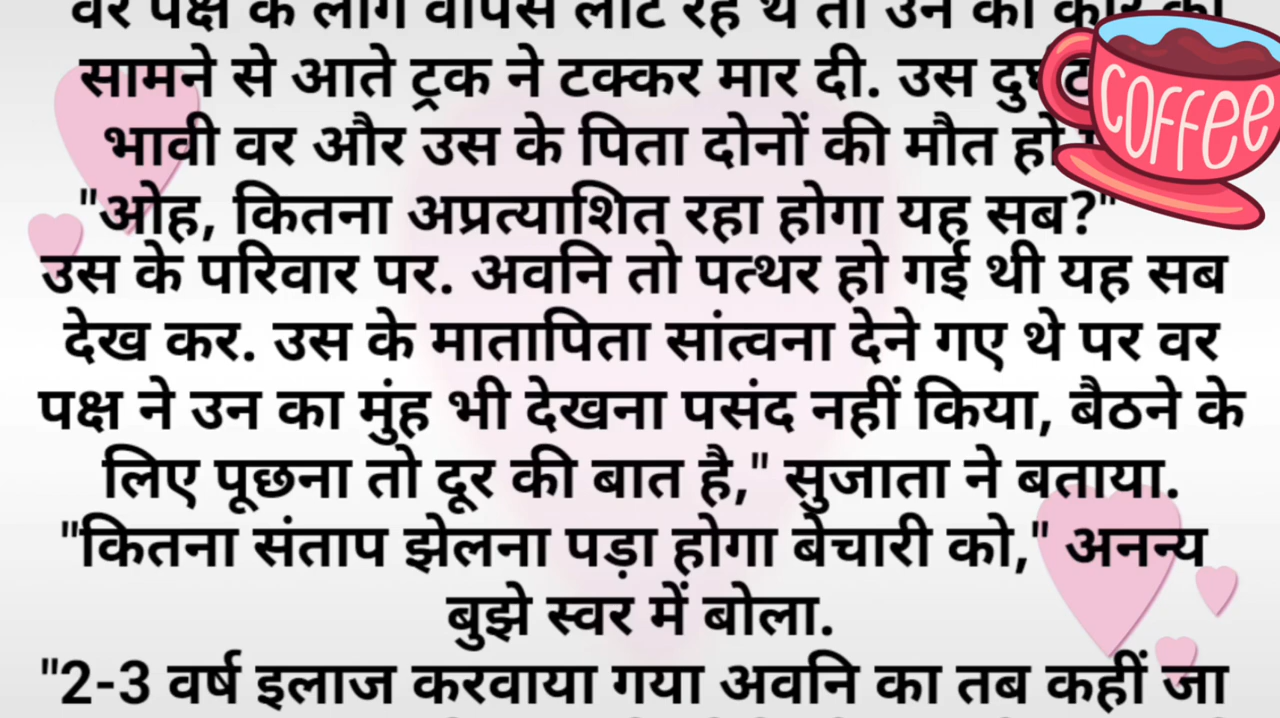 वर पक्ष के लोग वापस लौट रहे थे तो उन की कार को
सामने से आते ट्रक ने टक्कर मार दी. उस
भावी वर और उस के पिता दोनों की मौत हो
"ओह, कितना अप्रत्याशित रहा होगा यह सब?"
उस के परिवार पर. अवनि तो पत्थर हो गई थी यह सब
देख कर. उस के मातापिता सांत्वना देने गए थे पर वर
पक्ष ने उन का मुंह भी देखना पसंद नहीं किया, बैठने के
लिए पूछना तो दूर की बात है," सुजाता ने बताया.
"कितना संताप झेलना पड़ा होगा बेचारी को," अनन्य
बुझे स्वर में बोला.
"2-3 वर्ष इलाज करवाया गया अवनि का तब कहीं जा
COFFEE